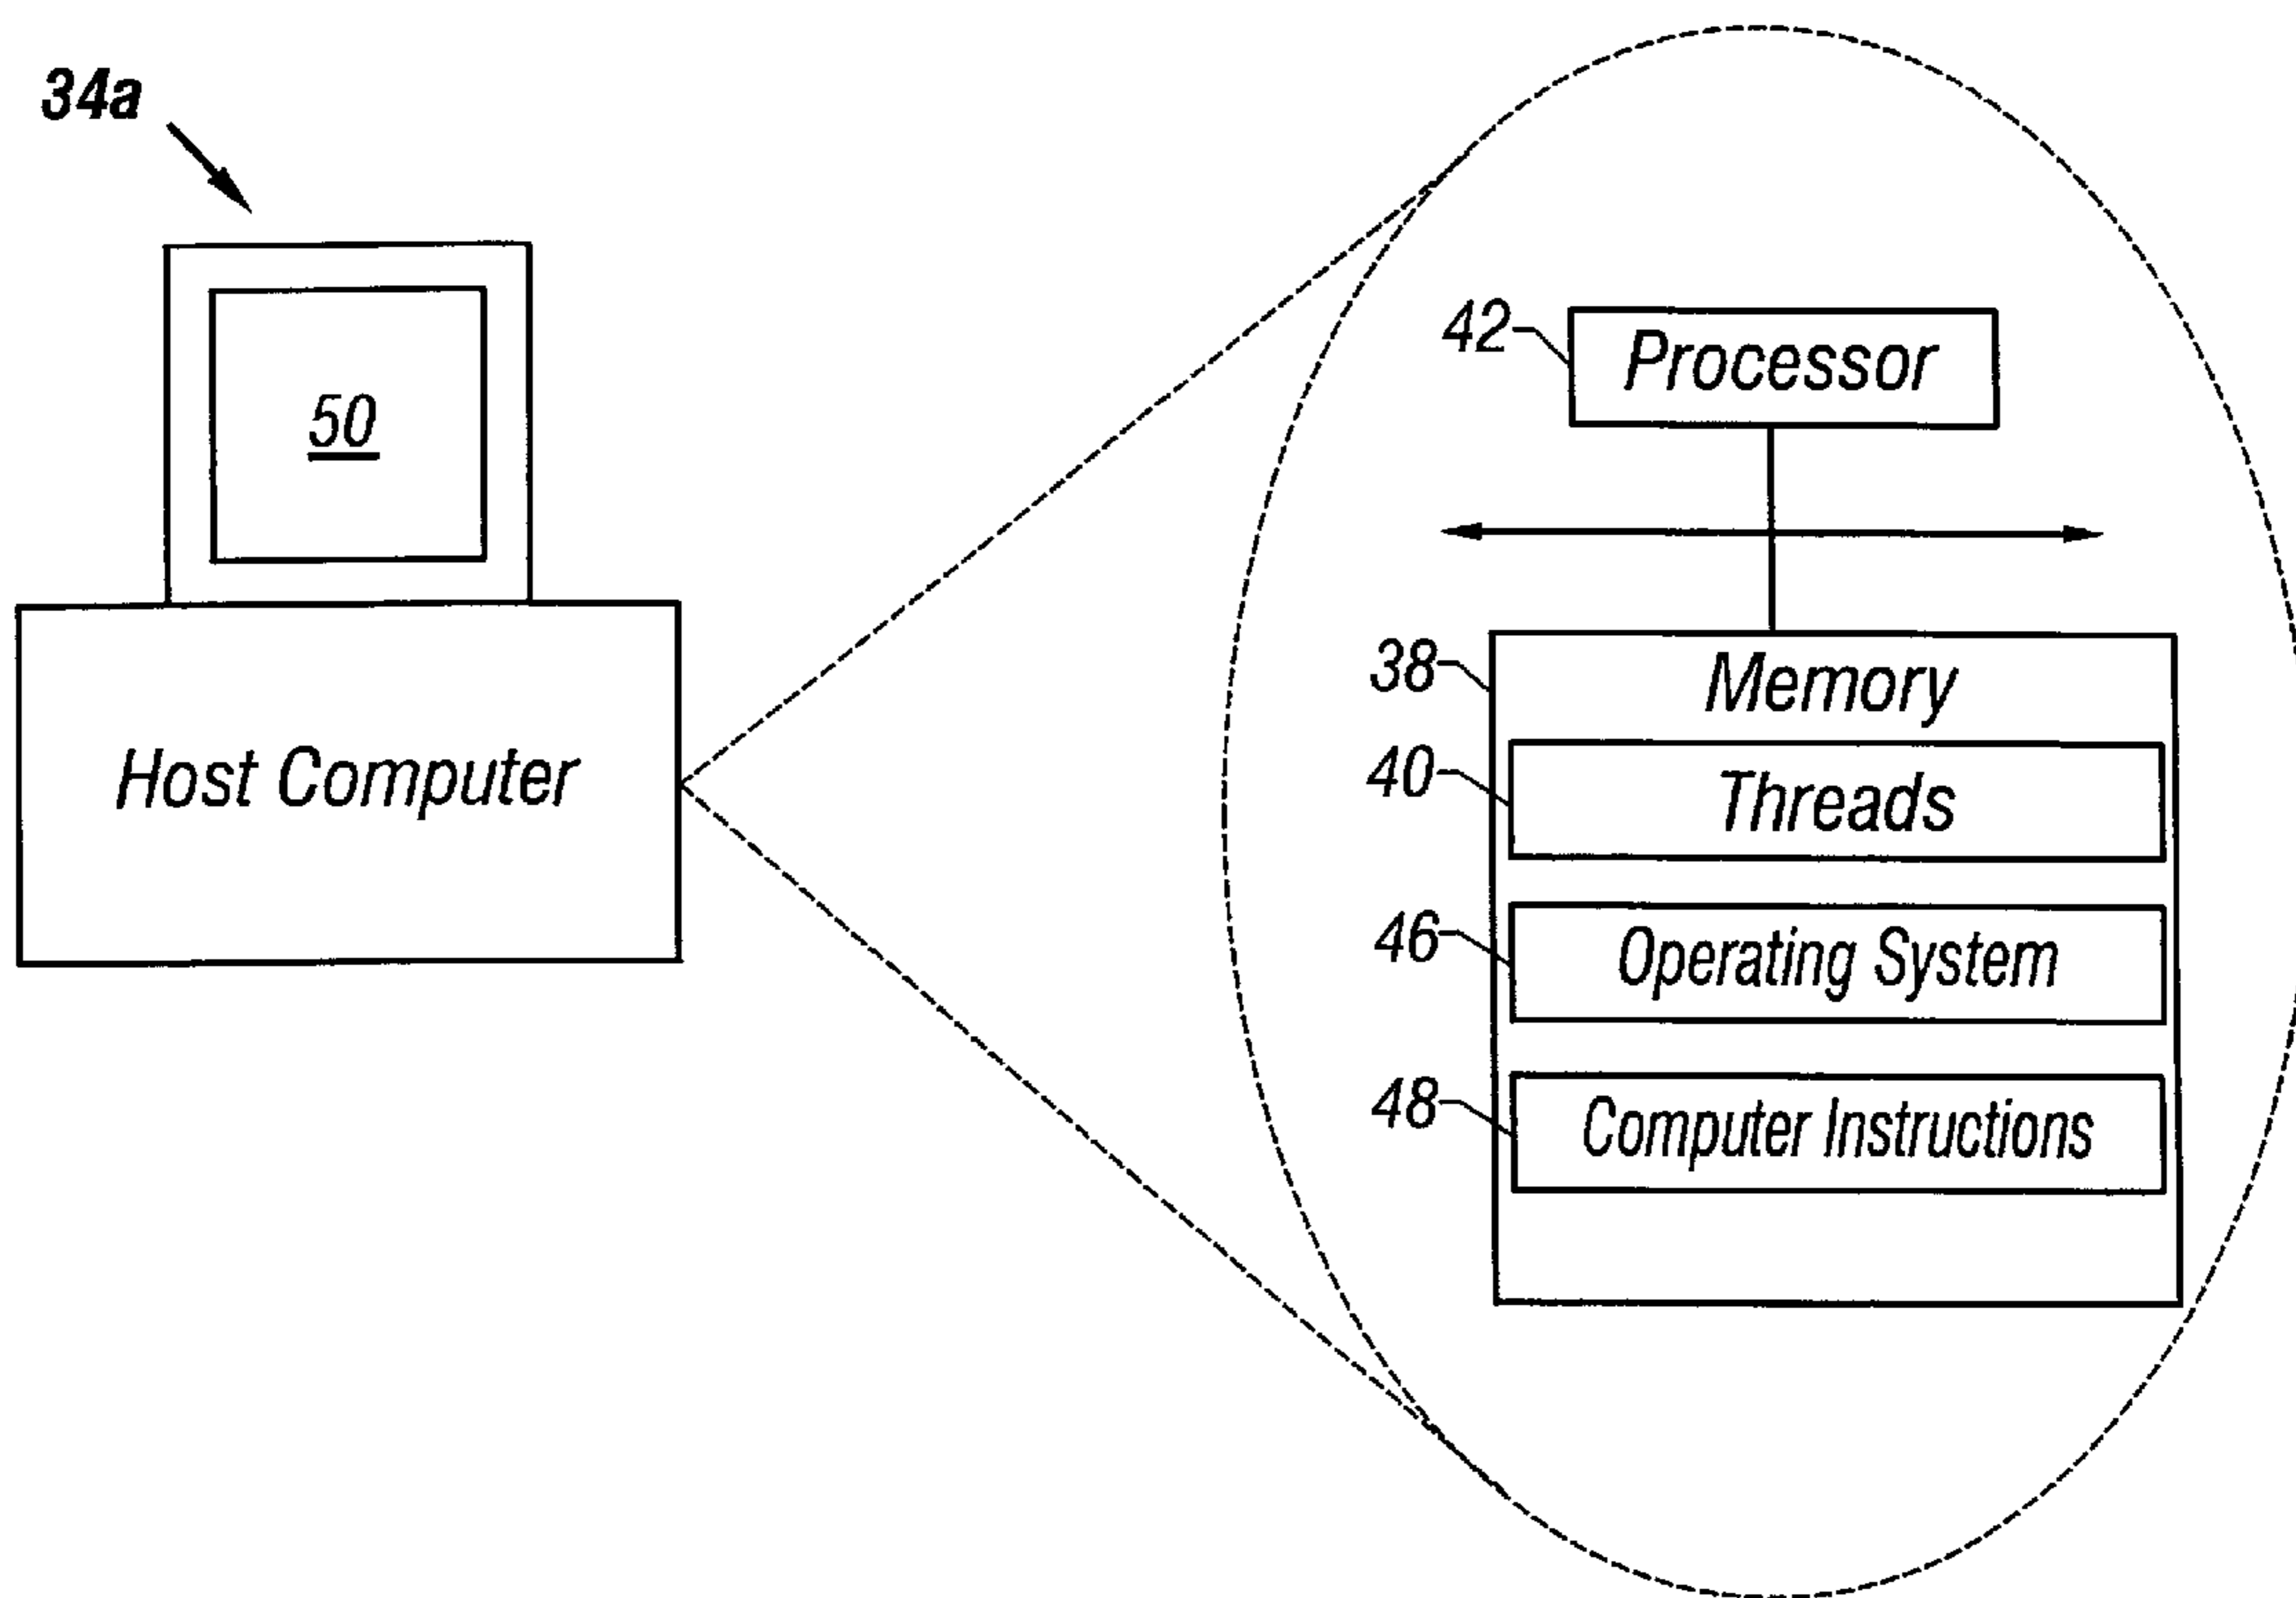 34a
50
Host Computer
42
Processor
38
Memory
40
Threads
46
Operating System
48
Computer Instructions